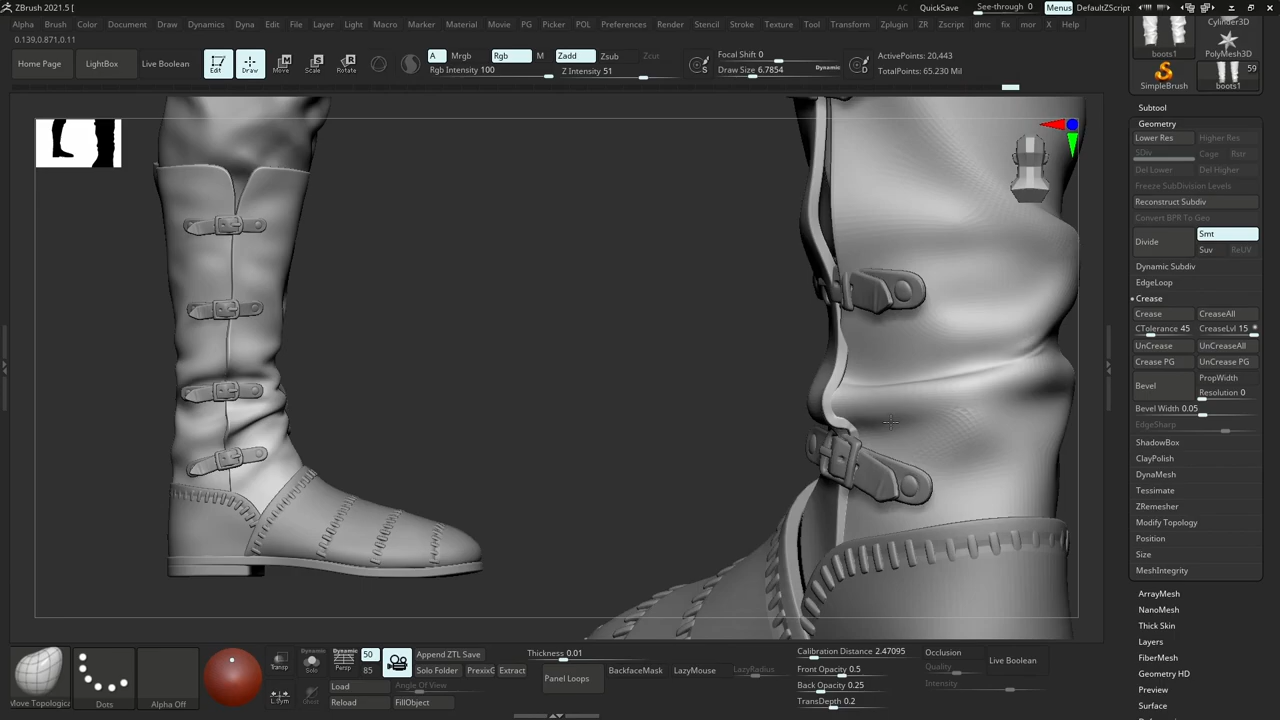 ZBrush 2021.5 [
AC QuickSave See-through 0 Menus DefaultZScript
Alpha Brush Color Document Draw Dynamics Edit File Layer Light Macro Marker Material Movie PG Picker POL Preferences Render Stencil Stroke Texture Tool Transform Zplugin ZR Zscript dmc fix mor X Help
0.139,0.871,0.11
Home Page LightBox Live Boolean
Edit Draw Move Scale Rotate
A Mrgb Rgb M Zadd Zsub Zcut
Rgb Intensity 100 Z Intensity 51
Focal Shift 0
Draw Size 6.7854 Dynamic
S D
ActivePoints: 20,443
TotalPoints: 65.230 Mil
boots1 Cylinder3D
PolyMesh3D
SimpleBrush boots1 59
Subtool
Geometry
Lower Res Higher Res
SDiv Cage Rstr
Del Lower Del Higher
Freeze SubDivision Levels
Reconstruct Subdiv
Convert BPR To Geo
Divide Smt
Suv ReUV
Dynamic Subdiv
EdgeLoop
Crease
Crease CreaseAll
CTolerance 45 CreaseLvl 15
UnCrease UnCreaseAll
Crease PG UnCrease PG
Bevel PropWidth
Resolution 0
Bevel Width 0.05
EdgeSharp
ShadowBox
ClayPolish
DynaMesh
Tessimate
ZRemesher
Modify Topology
Position
Size
MeshIntegrity
ArrayMesh
NanoMesh
Thick Skin
Layers
FiberMesh
Geometry HD
Preview
Surface
Move Topologica
Dots
Alpha Off
Transp Solo Persp
Dynamic Dynamic
50
85
L.Sym Ghost
Append ZTL Save
Solo Folder PrevixC Extract
Load Angle Of View
Reload FillObject
Thickness 0.01
Panel Loops BackfaceMask LazyMouse LazyRadius
Calibration Distance 2.47095
Front Opacity 0.5
Back Opacity 0.25
TransDepth 0.2
Occlusion
Quality
Intensity
Live Boolean